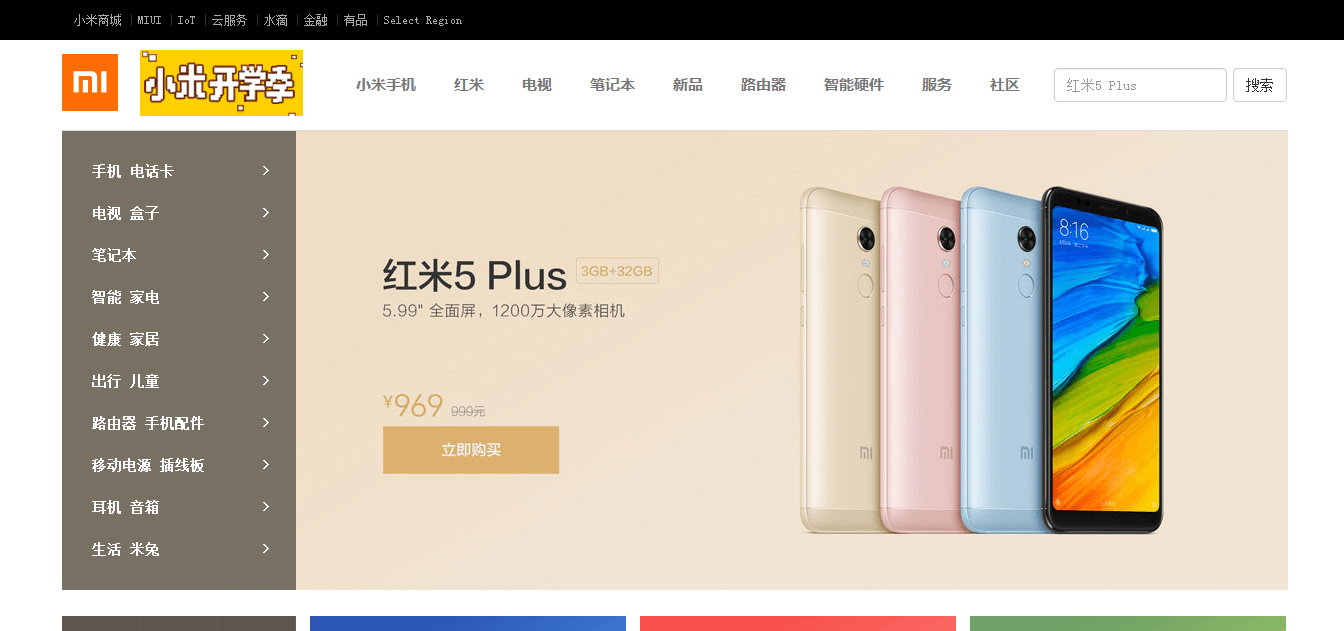 小米商城 MIUI IoT 云服务 水滴 金融 有品 Select Region
小米开学季
小米手机 红米 电视 笔记本 新品 路由器 智能硬件 服务 社区 红米5 Plus 搜索
手机 电话卡
电视 盒子
笔记本
智能 家电
健康 家居
出行 儿童
路由器 手机配件
移动电源 插线板
耳机 音箱
生活 米兔
红米5 Plus 3GB+32GB
5.99" 全面屏，1200万大像素相机
¥969 999元
立即购买
8:16